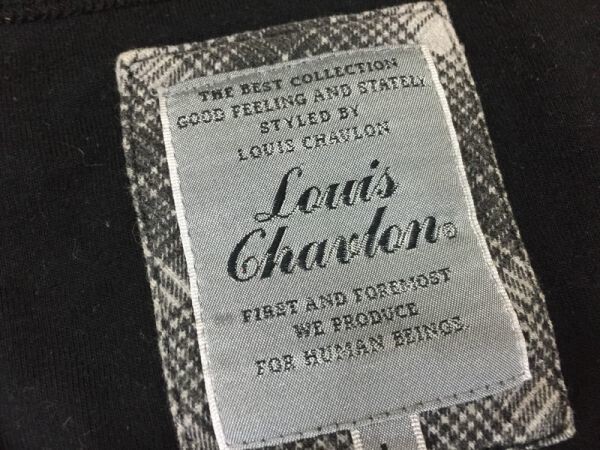 THE BEST COLLECTION
GOOD FEELING AND STATELY
STYLED BY
LOUIS CHAVLON
Louis
Chavlon®
FIRST AND FOREMOST
WE PRODUCE
FOR HUMAN BEINGS.